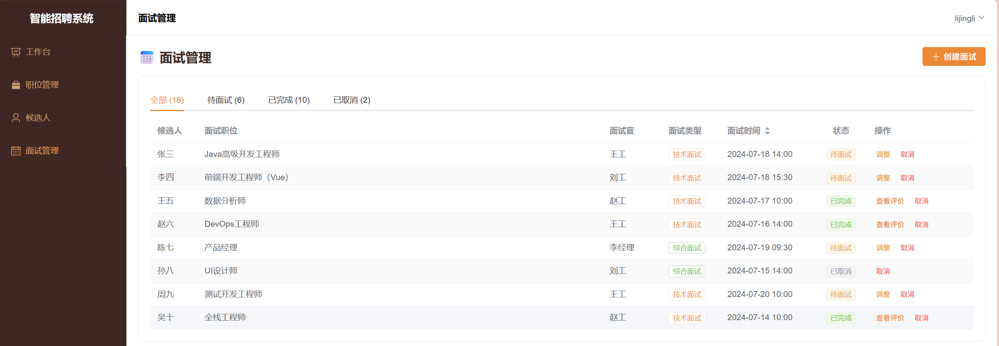 智能招聘系统
工作台
职位管理
候选人
面试管理
面试管理
lijingli
面试管理
创建面试
全部 (18) 待面试 (6) 已完成 (10) 已取消 (2)
候选人 面试职位 面试官 面试类型 面试时间 状态 操作
张三 Java高级开发工程师 王工 技术面试 2024-07-18 14:00 待面试 调整 取消
李四 前端开发工程师（Vue） 刘工 技术面试 2024-07-18 15:30 待面试 调整 取消
王五 数据分析师 赵工 技术面试 2024-07-17 10:00 已完成 查看评价 取消
赵六 DevOps工程师 王工 技术面试 2024-07-16 14:00 已完成 查看评价 取消
陈七 产品经理 李经理 综合面试 2024-07-19 09:30 待面试 调整 取消
孙八 UI设计师 刘工 综合面试 2024-07-15 14:00 已取消 取消
周九 测试开发工程师 王工 技术面试 2024-07-20 10:00 待面试 调整 取消
吴十 全栈工程师 赵工 技术面试 2024-07-14 10:00 已完成 查看评价 取消